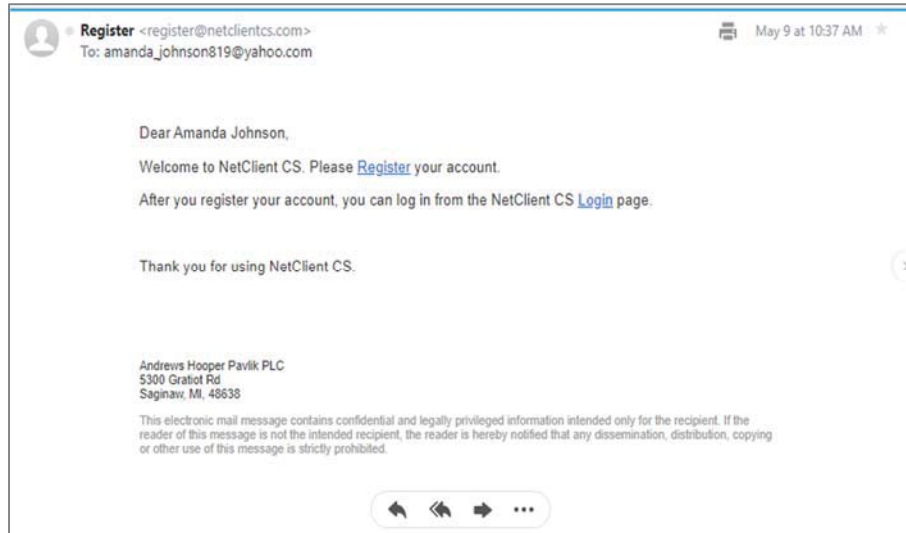 Register <register@netclientcs.com>
May 9 at 10:37 AM
To: amanda_johnson819@yahoo.com
Dear Amanda Johnson,
Welcome to NetClient CS. Please Register your account.
After you register your account, you can log in from the NetClient CS Login page.
Thank you for using NetClient CS.
Andrews Hooper Pavlik PLC
5300 Gratiot Rd
Saginaw, MI, 48638
This electronic mail message contains confidential and legally privileged information intended only for the recipient. If the
reader of this message is not the intended recipient, the reader is hereby notified that any dissemination, distribution, copying
or other use of this message is strictly prohibited.